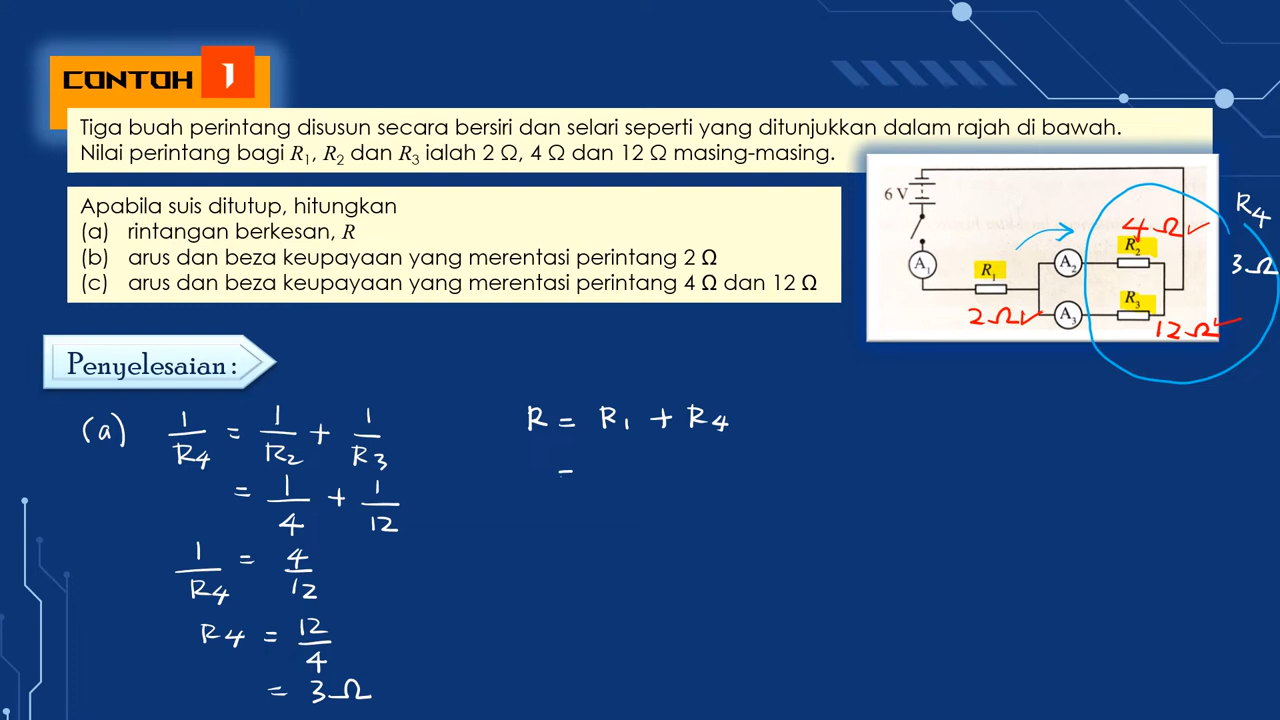 CONTOH 1
Tiga buah perintang disusun secara bersiri dan selari seperti yang ditunjukkan dalam rajah di bawah.
Nilai perintang bagi R₁, R₂ dan R₃ ialah 2 Ω, 4 Ω dan 12 Ω masing-masing.
Apabila suis ditutup, hitungkan
(a) rintangan berkesan, R
(b) arus dan beza keupayaan yang merentasi perintang 2 Ω
(c) arus dan beza keupayaan yang merentasi perintang 4 Ω dan 12 Ω
6 V
A₁
R₁
2 Ω
A₂
4 Ω
R₂
A₃
R₃
12 Ω
R₄
3 Ω
Penyelesaian :
(a) 1/R₄ = 1/R₂ + 1/R₃
= 1/4 + 1/12
1/R₄ = 4/12
R₄ = 12/4
= 3 Ω
R = R₁ + R₄
=